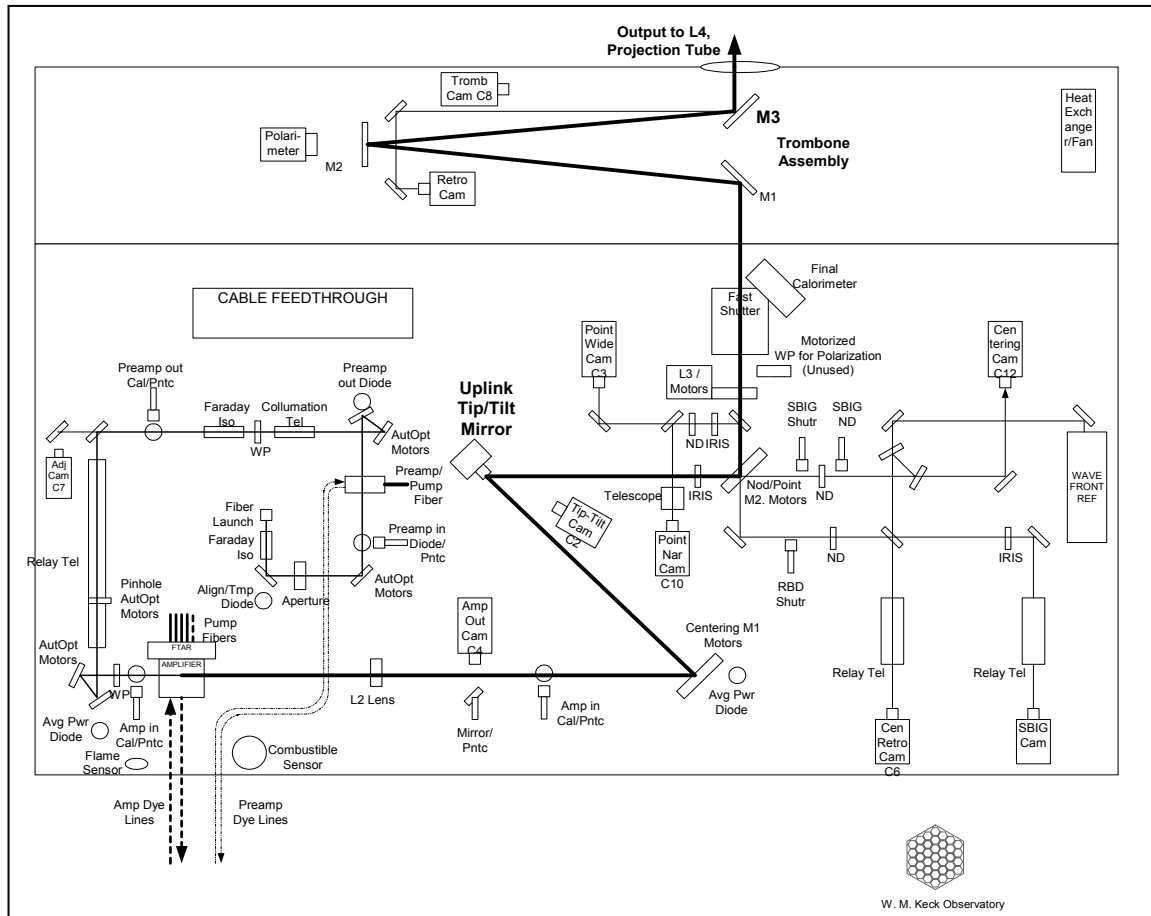 Output to L4,
Projection Tube
Tromb
Cam C8
M3
Heat
Exch
ange
r/Fan
Polari-
meter
Trombone
Assembly
M2
Retro
Cam
M1
Final
Calorimeter
CABLE FEEDTHROUGH
Fast
Shutter
Point
Wide
Cam
C3
Motorized
WP for Polarization
(Unused)
Cen
tering
Cam
C12
L3 /
Motors
Preamp out
Cal/Pntc
Preamp
out Diode
Uplink
Tip/Tilt
Mirror
Faraday
Iso
Collumation
Tel
WP
AutOpt
Motors
ND
IRIS
SBIG
Shutr
SBIG
ND
Adj
Cam
C7
Preamp/
Pump
Fiber
Telescope
IRIS
Nod/Point
M2. Motors
ND
WAVE
FRONT
REF
Fiber
Launch
Faraday
Iso
Tip-Tilt
Cam
C2
Preamp in
Diode/
Pntc
Point
Nar
Cam
C10
Relay Tel
ND
IRIS
RBD
Shutr
Align/Tmp
Diode
Aperture
AutOpt
Motors
Pinhole
AutOpt
Motors
Pump
Fibers
Amp
Out
Cam
C4
Centering M1
Motors
AutOpt
Motors
FTAR
AMPLIFIER
WP
L2 Lens
Avg Pwr
Diode
Relay Tel
Relay Tel
Avg Pwr
Diode
Amp in
Cal/Pntc
Mirror/
Pntc
Amp in
Cal/Pntc
Cen
Retro
Cam
C6
SBIG
Cam
Flame
Sensor
Combustible
Sensor
Amp Dye
Lines
Preamp
Dye Lines
W. M. Keck Observatory